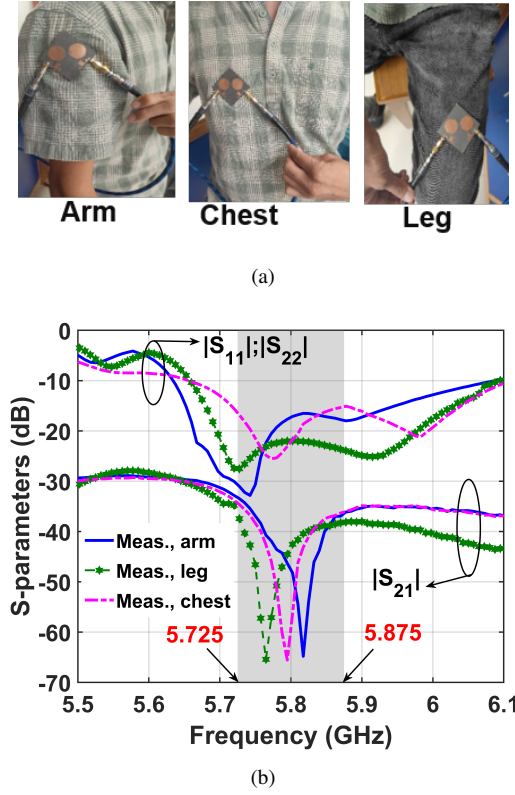 Arm Chest Leg
(a)
|S11|;|S22|
0
-10
-20
-30
-40
-50
-60
-70
S-parameters (dB)
Meas., arm
Meas., leg
Meas., chest
|S21|
5.725 5.875
5.5 5.6 5.7 5.8 5.9 6 6.1
Frequency (GHz)
(b)